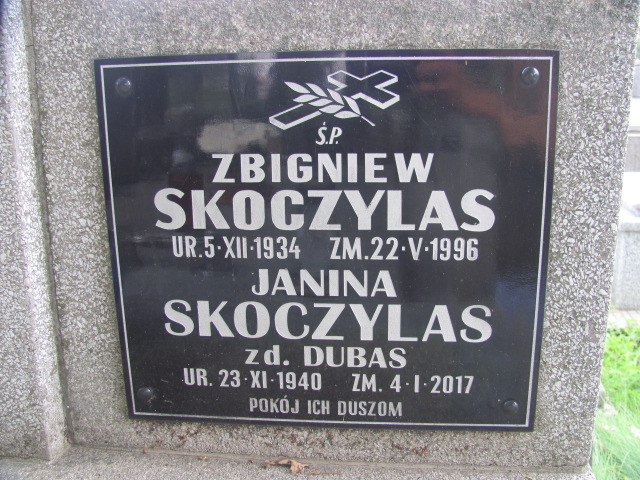 Ś.P.
ZBIGNIEW
SKOCZYLAS
UR. 5·XII·1934 ZM. 22·V·1996
JANINA
SKOCZYLAS
zd. DUBAS
UR. 23·XI·1940 ZM. 4·I·2017
POKÓJ ICH DUSZOM